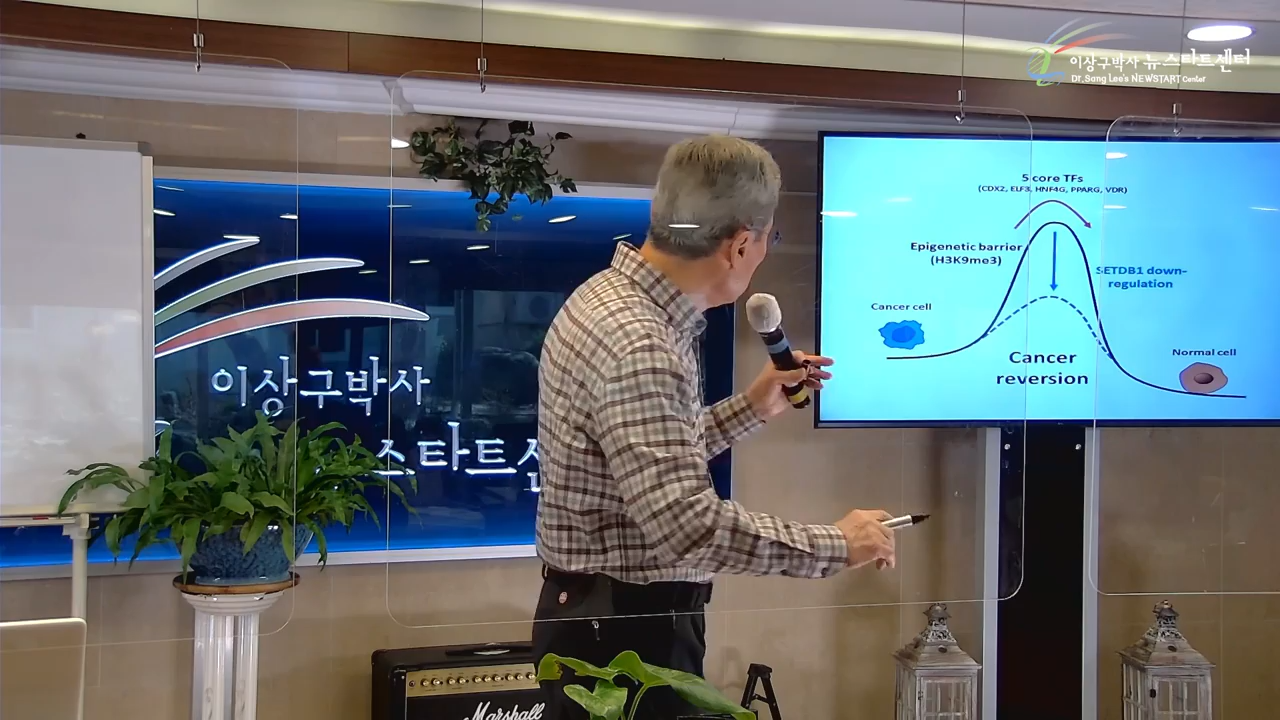 이상구박사 뉴스타트센터
Dr. Sang Lee's NEWSTART Center
5 core TFs
(CDX2, ELF3, HNF4G, PPARG, VDR)
Epigenetic barrier
(H3K9me3)
SETDB1 down-
regulation
Cancer cell
Normal cell
Cancer
reversion
이상구박사
스타트센
Marshall